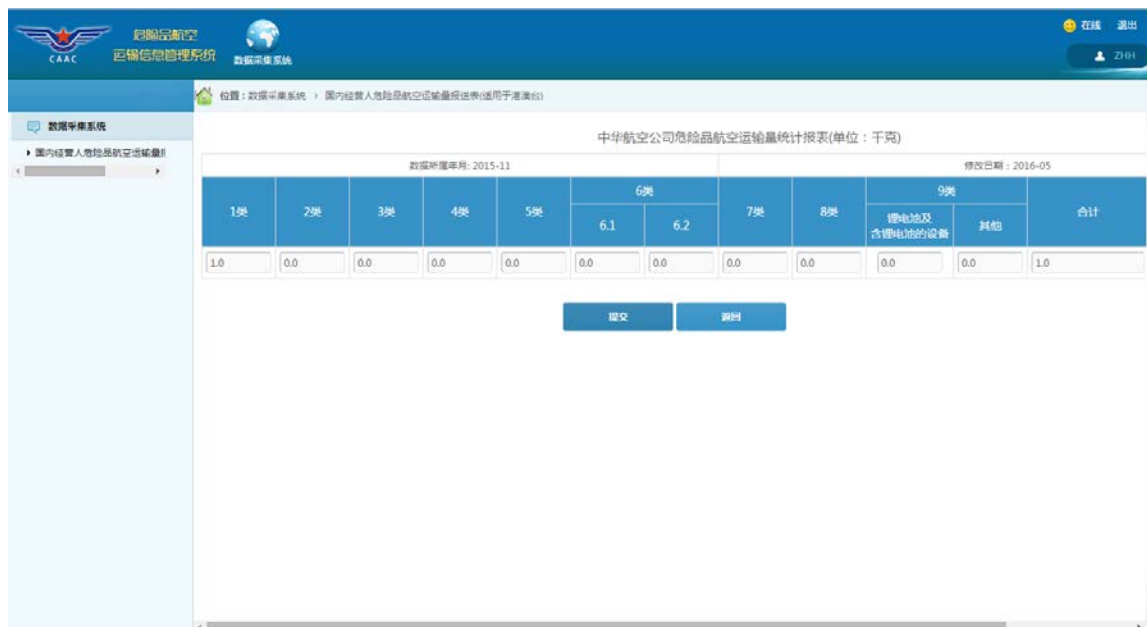 危险品航空
运输信息管理系统
CAAC
数据采集系统
在线 退出
ZHH
位置：数据采集系统 › 国内经营人危险品航空运输量报送表(适用于港澳台)
数据采集系统
国内经营人危险品航空运输量报
中华航空公司危险品航空运输量统计报表(单位：千克)
数据所属年月: 2015-11 修改日期：2016-05
1类 2类 3类 4类 5类 6类 7类 8类 9类 合计
6.1 6.2 锂电池及 其他
含锂电池的设备
1.0 0.0 0.0 0.0 0.0 0.0 0.0 0.0 0.0 0.0 0.0 1.0
提交 返回